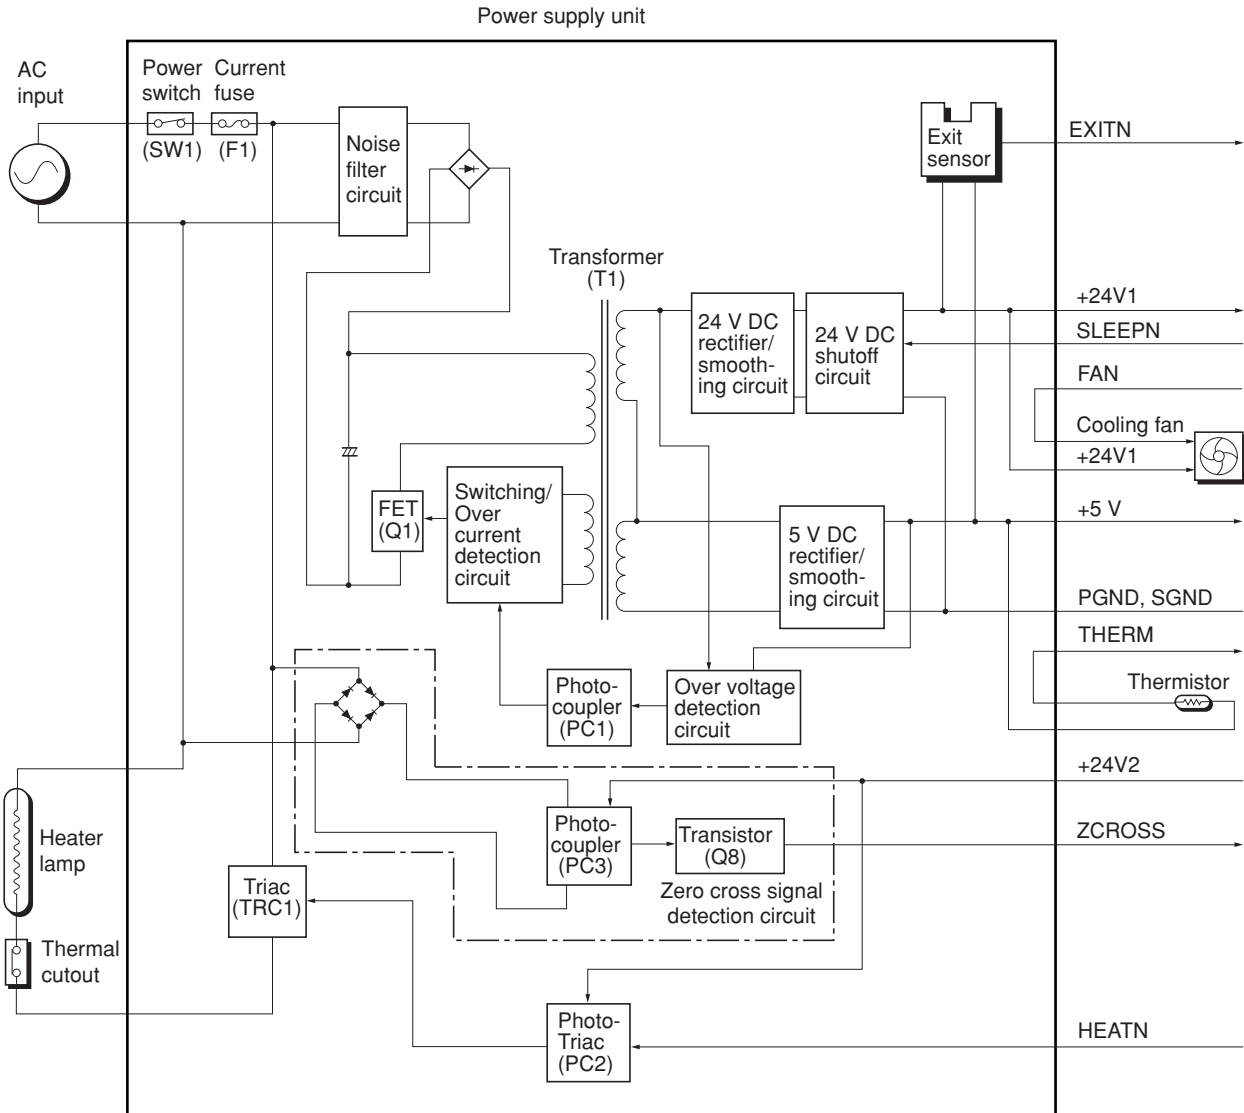 Power supply unit
AC
input
Power
switch
(SW1)
Current
fuse
(F1)
Noise
filter
circuit
Exit
sensor
EXITN
Transformer
(T1)
24 V DC
rectifier/
smooth-
ing circuit
24 V DC
shutoff
circuit
+24V1
SLEEPN
FAN
Cooling fan
+24V1
FET
(Q1)
Switching/
Over
current
detection
circuit
5 V DC
rectifier/
smooth-
ing circuit
+5 V
PGND, SGND
THERM
Thermistor
Photo-
coupler
(PC1)
Over voltage
detection
circuit
+24V2
Heater
lamp
Photo-
coupler
(PC3)
Transistor
(Q8)
ZCROSS
Zero cross signal
detection circuit
Triac
(TRC1)
Thermal
cutout
Photo-
Triac
(PC2)
HEATN